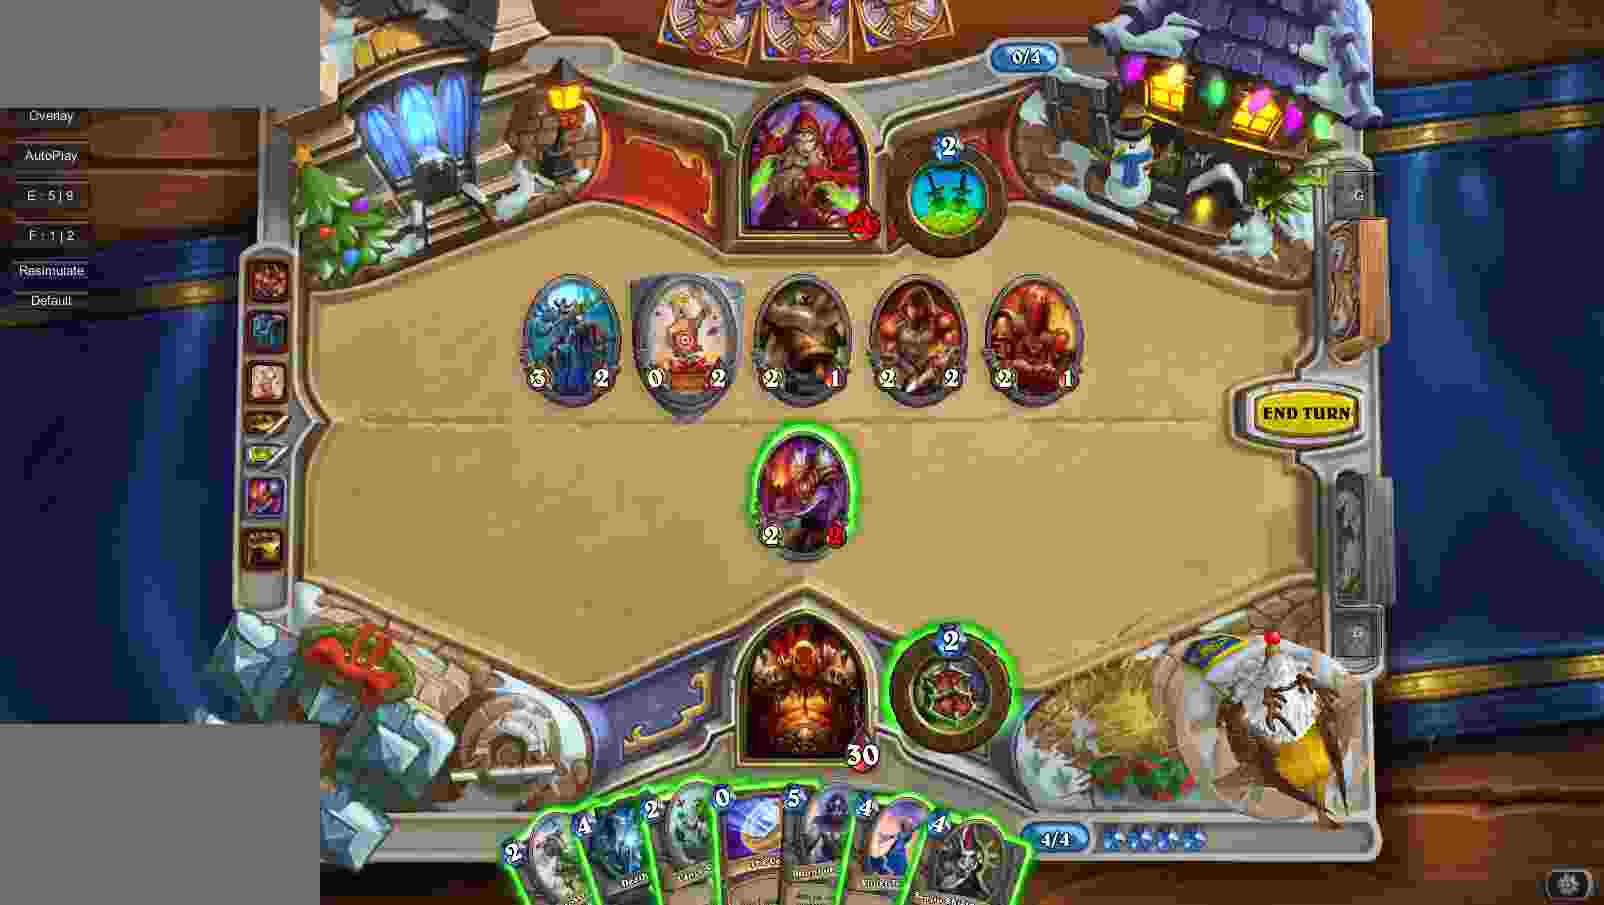 0/4
Overlay
AutoPlay
E : 5 | 9
F : 1 | 2
Resimulate
Default
2
3 2
0 2
2 1
2 2
2 1
END TURN
2 2
2
30
2 4 2 0 5 4 4
4/4